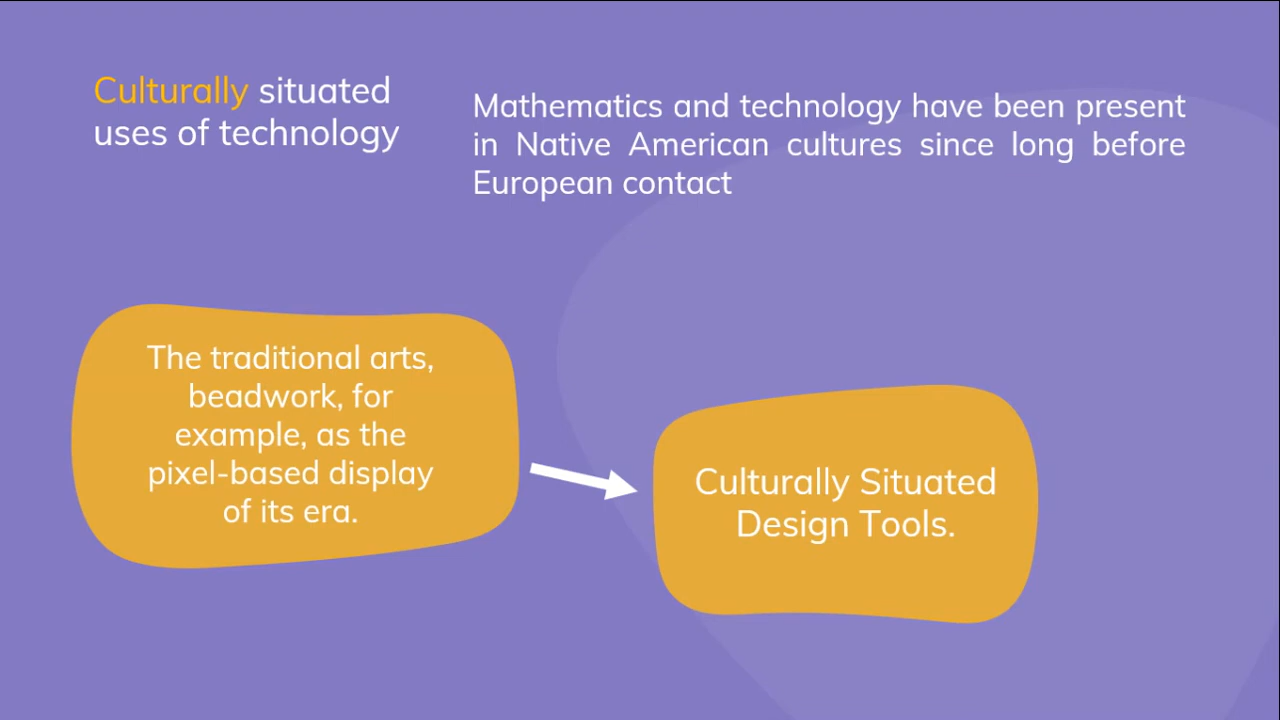 Culturally situated
uses of technology
Mathematics and technology have been present
in Native American cultures since long before
European contact
The traditional arts,
beadwork, for
example, as the
pixel-based display
of its era.
Culturally Situated
Design Tools.